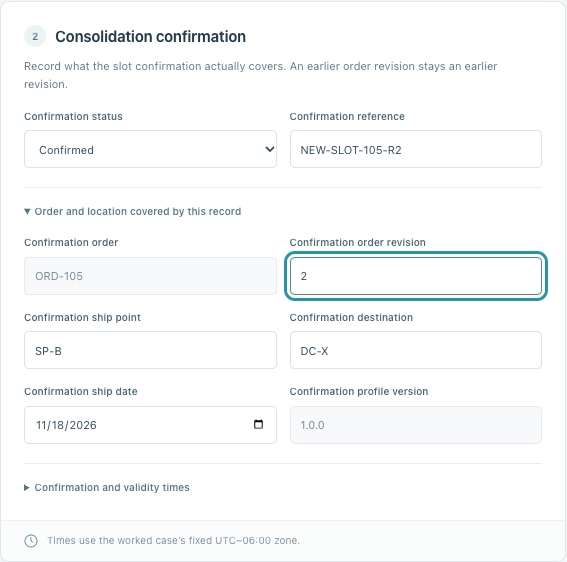 2 Consolidation confirmation
Record what the slot confirmation actually covers. An earlier order revision stays an earlier
revision.
Confirmation status Confirmation reference
Confirmed NEW-SLOT-105-R2
Order and location covered by this record
Confirmation order Confirmation order revision
ORD-105 2
Confirmation ship point Confirmation destination
SP-B DC-X
Confirmation ship date Confirmation profile version
11/18/2026 1.0.0
Confirmation and validity times
Times use the worked case's fixed UTC−06:00 zone.